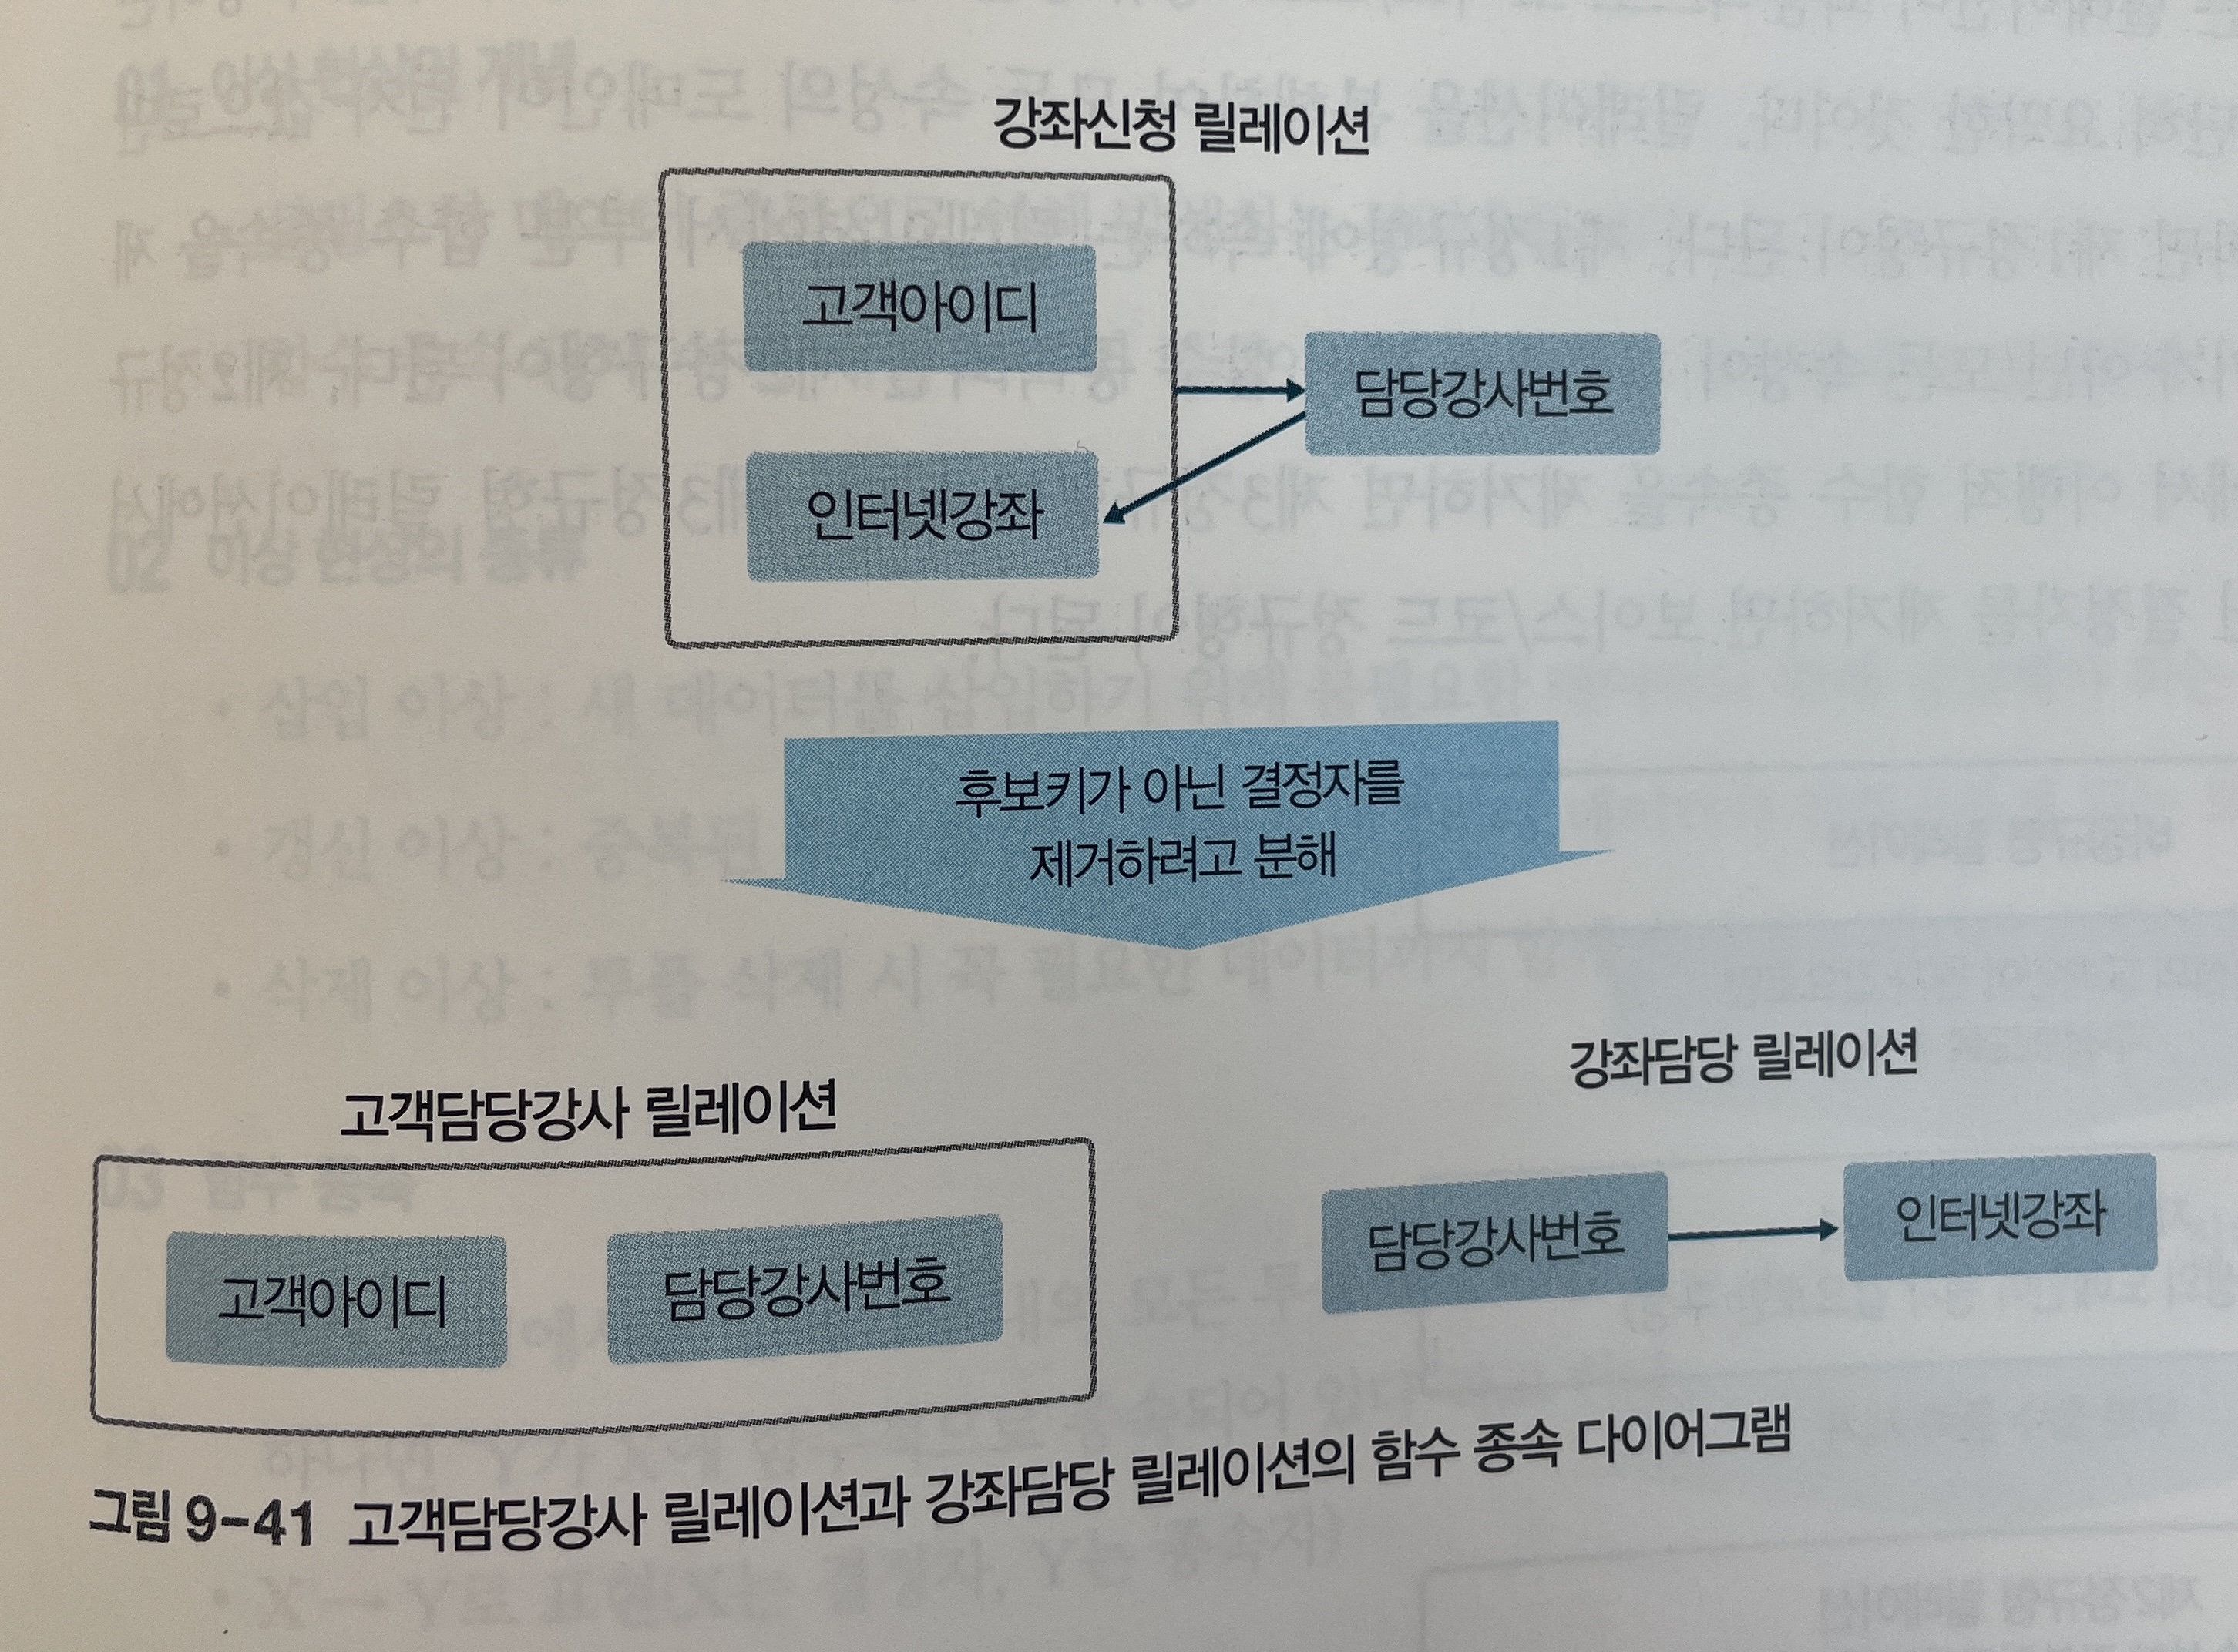 강좌신청 릴레이션
고객아이디
담당강사번호
인터넷강좌
후보키가 아닌 결정자를
제거하려고 분해
고객담당강사 릴레이션
강좌담당 릴레이션
고객아이디
담당강사번호
담당강사번호
인터넷강좌
그림 9-41 고객담당강사 릴레이션과 강좌담당 릴레이션의 함수 종속 다이어그램